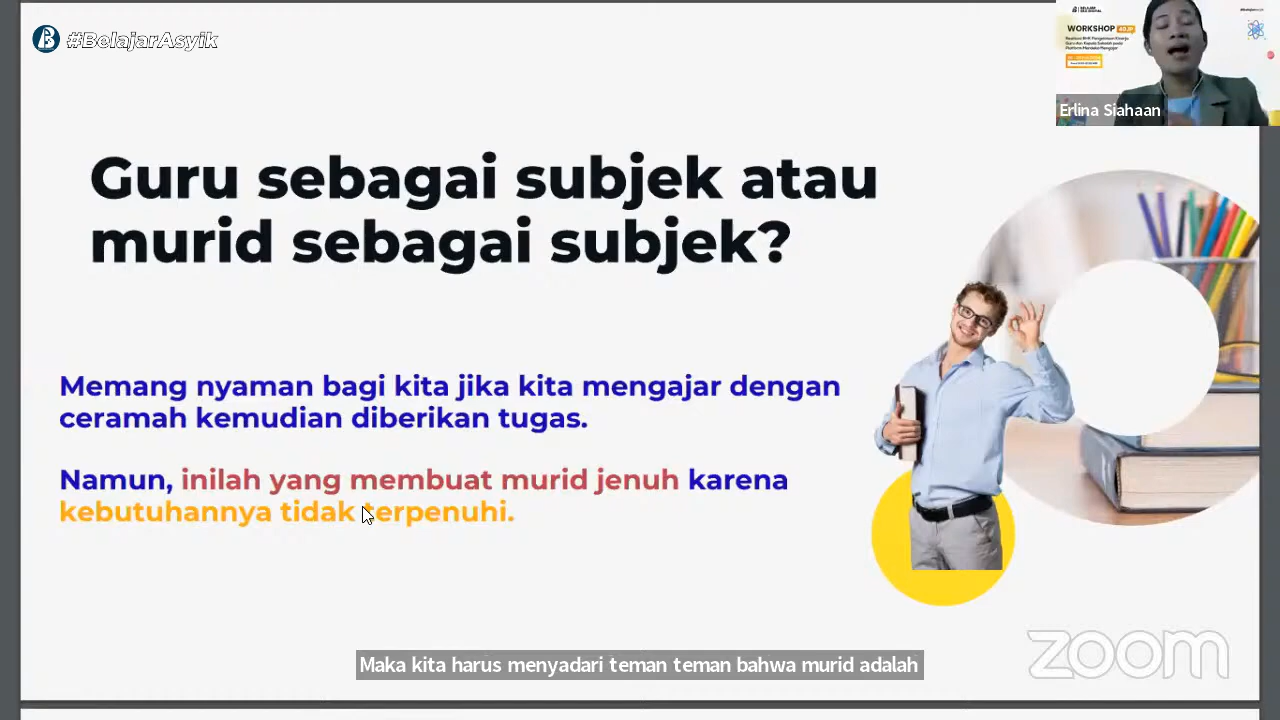 #BelajarAsyik
WORKSHOP
Erlina Siahaan
Guru sebagai subjek atau
murid sebagai subjek?
Memang nyaman bagi kita jika kita mengajar dengan
ceramah kemudian diberikan tugas.
Namun, inilah yang membuat murid jenuh karena
kebutuhannya tidak terpenuhi.
Maka kita harus menyadari teman teman bahwa murid adalah
zoom